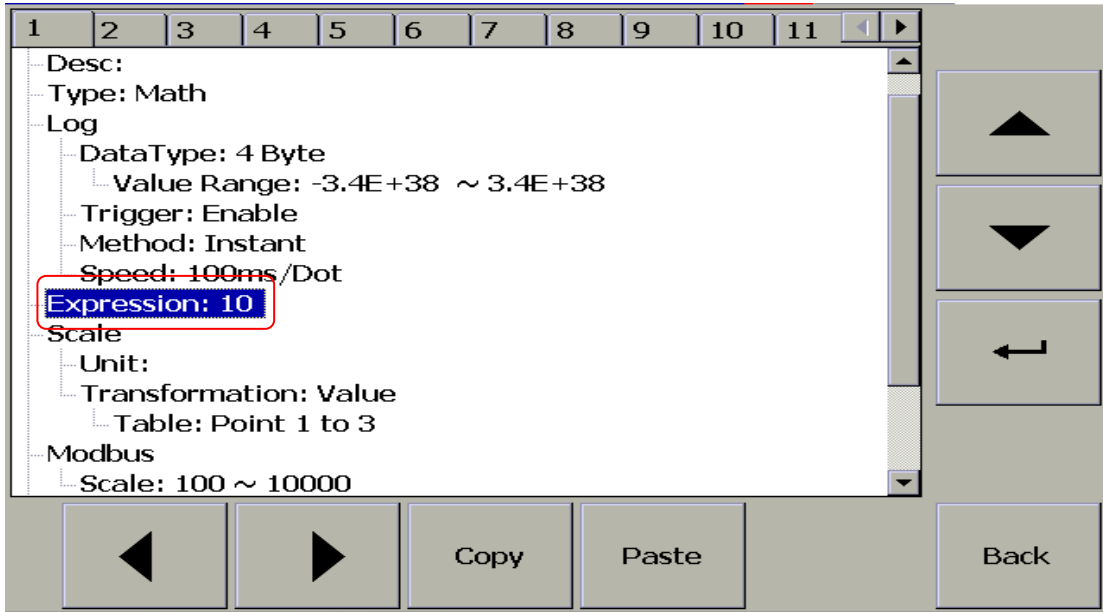 1 2 3 4 5 6 7 8 9 10 11
Desc:
Type: Math
Log
DataType: 4 Byte
Value Range: -3.4E+38 ~ 3.4E+38
Trigger: Enable
Method: Instant
Speed: 100ms/Dot
Expression: 10
Scale
Unit:
Transformation: Value
Table: Point 1 to 3
Modbus
Scale: 100 ~ 10000
Copy Paste Back